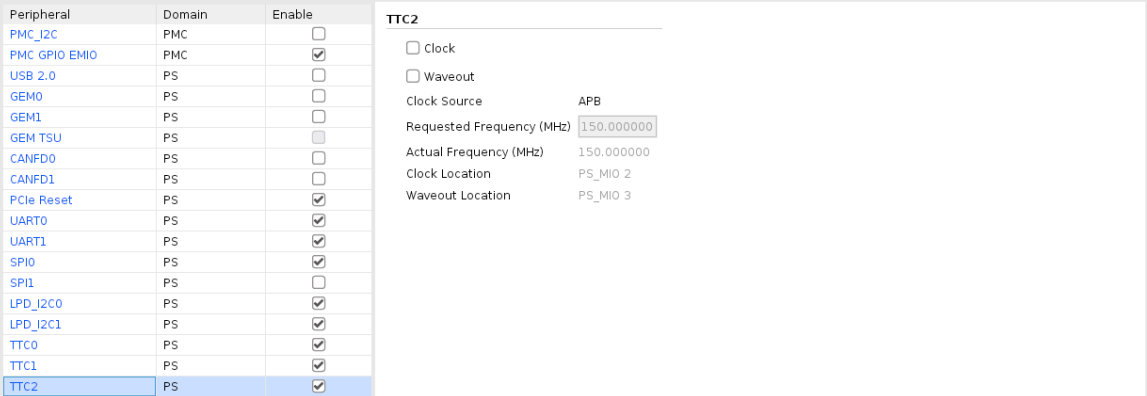 Peripheral Domain Enable
PMC_I2C PMC
PMC GPIO EMIO PMC
USB 2.0 PS
GEM0 PS
GEM1 PS
GEM TSU PS
CANFD0 PS
CANFD1 PS
PCIe Reset PS
UART0 PS
UART1 PS
SPI0 PS
SPI1 PS
LPD_I2C0 PS
LPD_I2C1 PS
TTC0 PS
TTC1 PS
TTC2 PS
TTC2
Clock
Waveout
Clock Source APB
Requested Frequency (MHz) 150.000000
Actual Frequency (MHz) 150.000000
Clock Location PS_MIO 2
Waveout Location PS_MIO 3